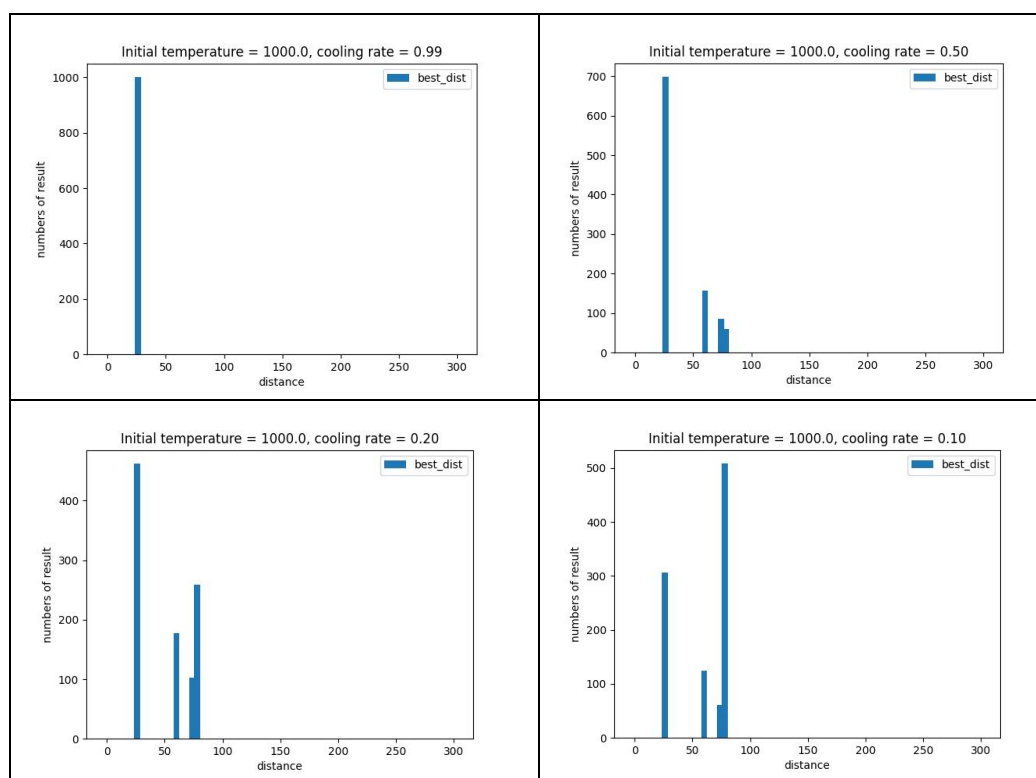 Initial temperature = 1000.0, cooling rate = 0.99
best_dist
1000
800
600
400
200
0
numbers of result
0 50 100 150 200 250 300
distance
Initial temperature = 1000.0, cooling rate = 0.50
best_dist
700
600
500
400
300
200
100
0
numbers of result
0 50 100 150 200 250 300
distance
Initial temperature = 1000.0, cooling rate = 0.20
best_dist
400
300
200
100
0
numbers of result
0 50 100 150 200 250 300
distance
Initial temperature = 1000.0, cooling rate = 0.10
best_dist
500
400
300
200
100
0
numbers of result
0 50 100 150 200 250 300
distance